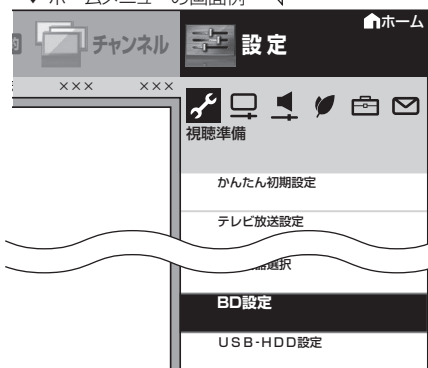 ホームメニューの画面例
チャンネル
設定
ホーム
×××
×××
視聴準備
かんたん初期設定
テレビ放送設定
選択
BD設定
USB-HDD設定